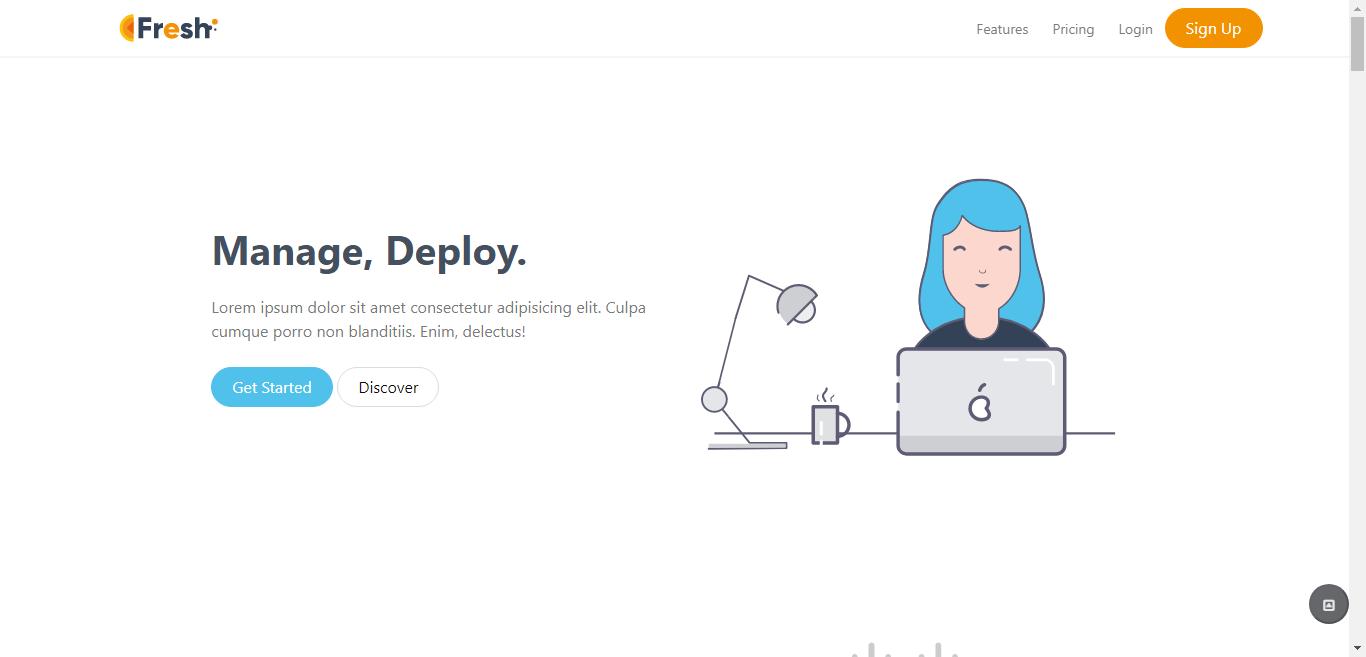 Fresh
Features Pricing Login Sign Up
Manage, Deploy.
Lorem ipsum dolor sit amet consectetur adipisicing elit. Culpa
cumque porro non blanditiis. Enim, delectus!
Get Started Discover